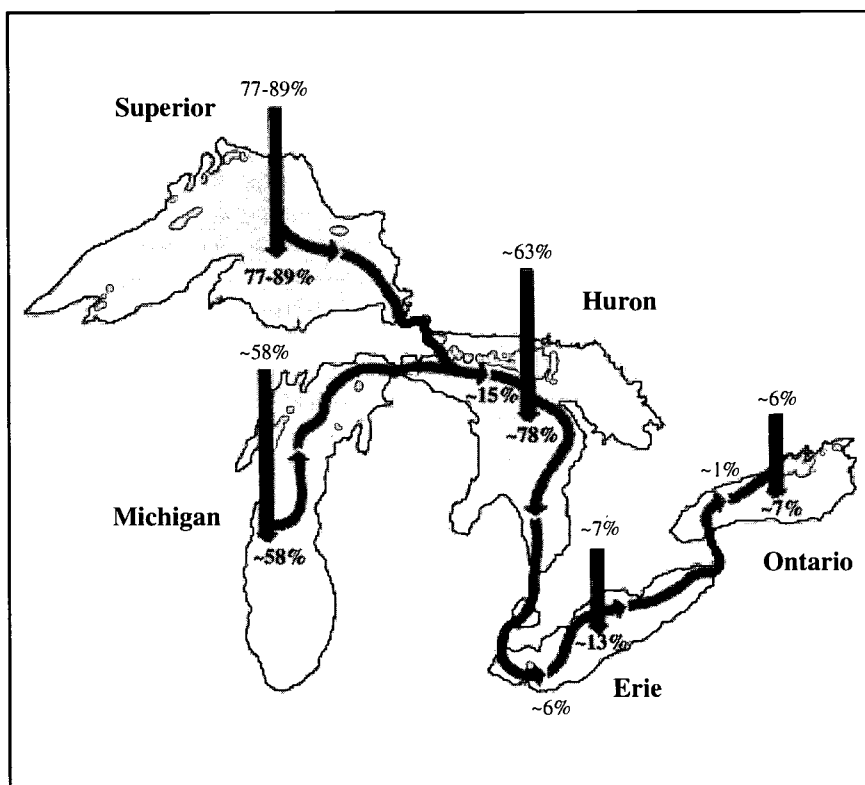 77-89%
Superior
77-89%
~63%
Huron
~58%
~15%
~78%
~6%
~1%
Michigan
~58%
~7%
~7%
Ontario
~13%
Erie
~6%